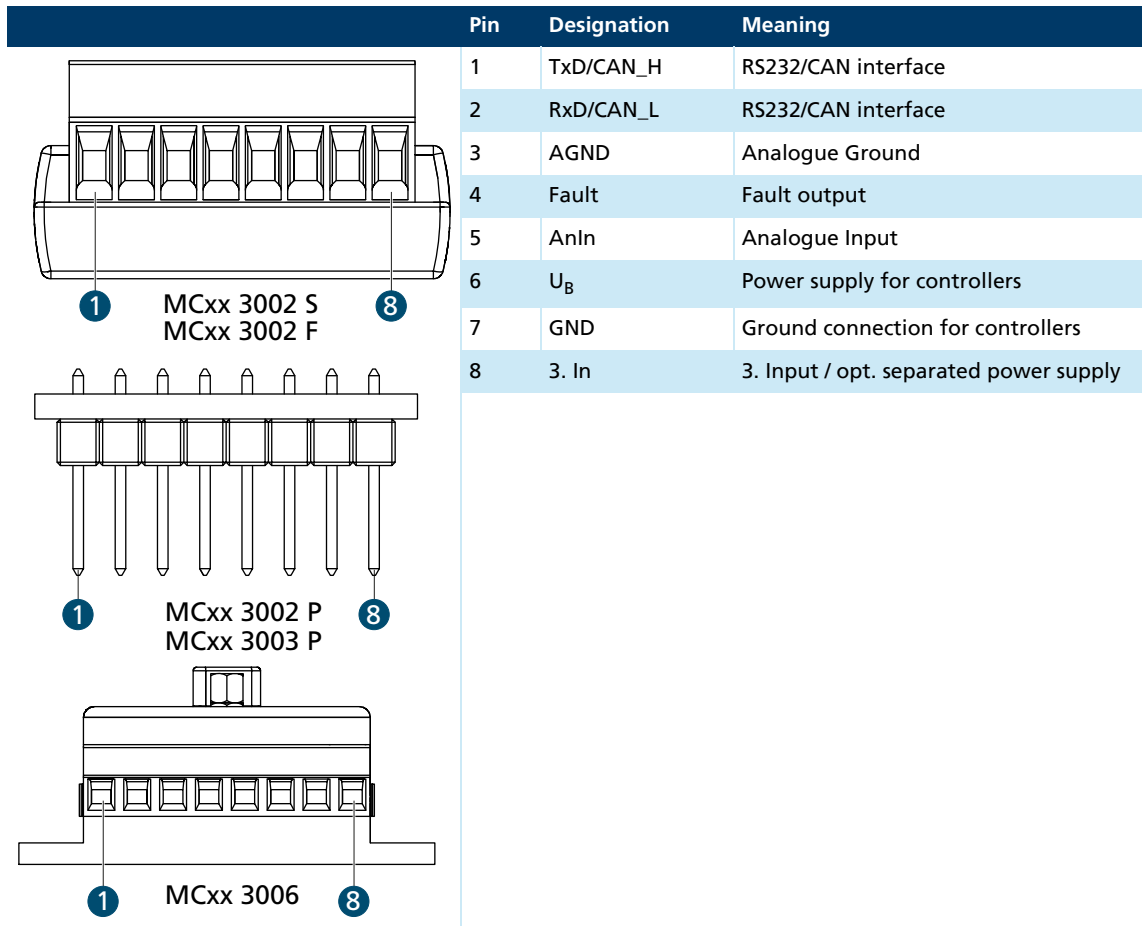 Pin Designation Meaning
1 TxD/CAN_H RS232/CAN interface
2 RxD/CAN_L RS232/CAN interface
3 AGND Analogue Ground
4 Fault Fault output
5 AnIn Analogue Input
6 U_B Power supply for controllers
7 GND Ground connection for controllers
8 3. In 3. Input / opt. separated power supply
1 8
MCxx 3002 S
MCxx 3002 F
1 8
MCxx 3002 P
MCxx 3003 P
1 8
MCxx 3006